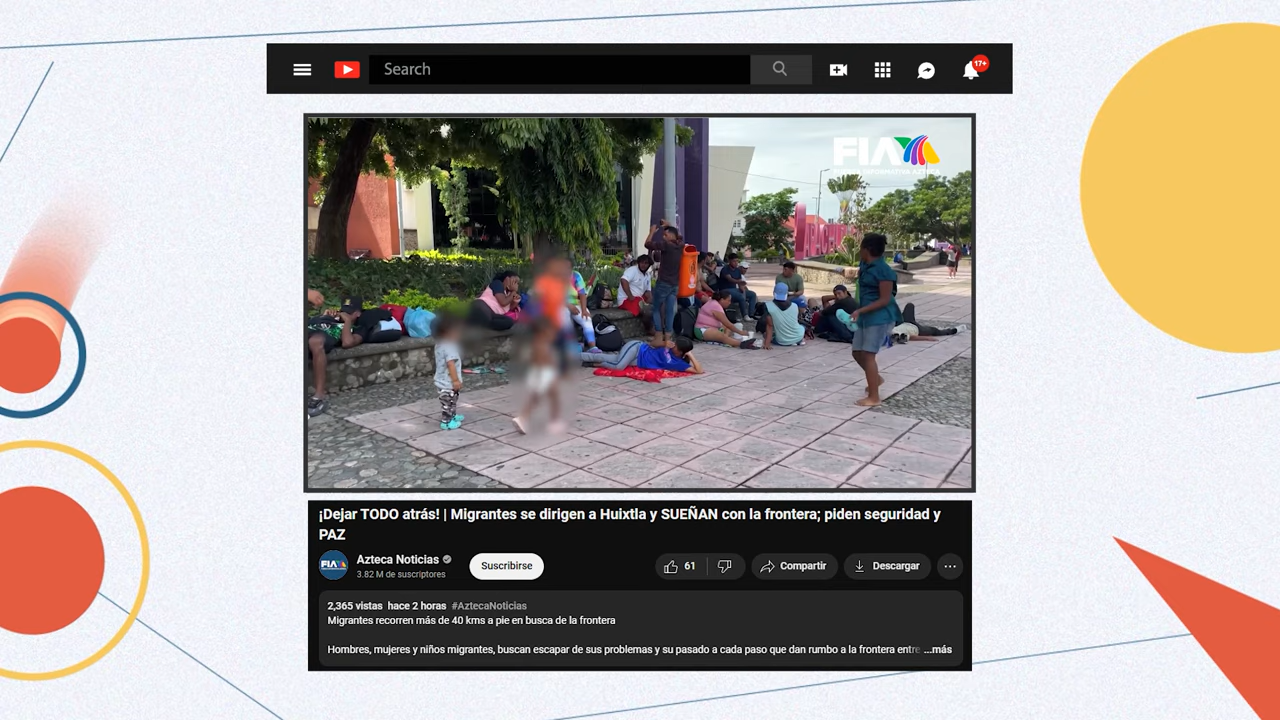 Search
17+
FIA
¡Dejar TODO atrás! | Migrantes se dirigen a Huixtla y SUEÑAN con la frontera; piden seguridad y
PAZ
FIA
Azteca Noticias
3.82 M de suscriptores
Suscribirse
61
Compartir
Descargar
2,365 vistas hace 2 horas #AztecaNoticias
Migrantes recorren más de 40 kms a pie en busca de la frontera
Hombres, mujeres y niños migrantes, buscan escapar de sus problemas y su pasado a cada paso que dan rumbo a la frontera entre ...más